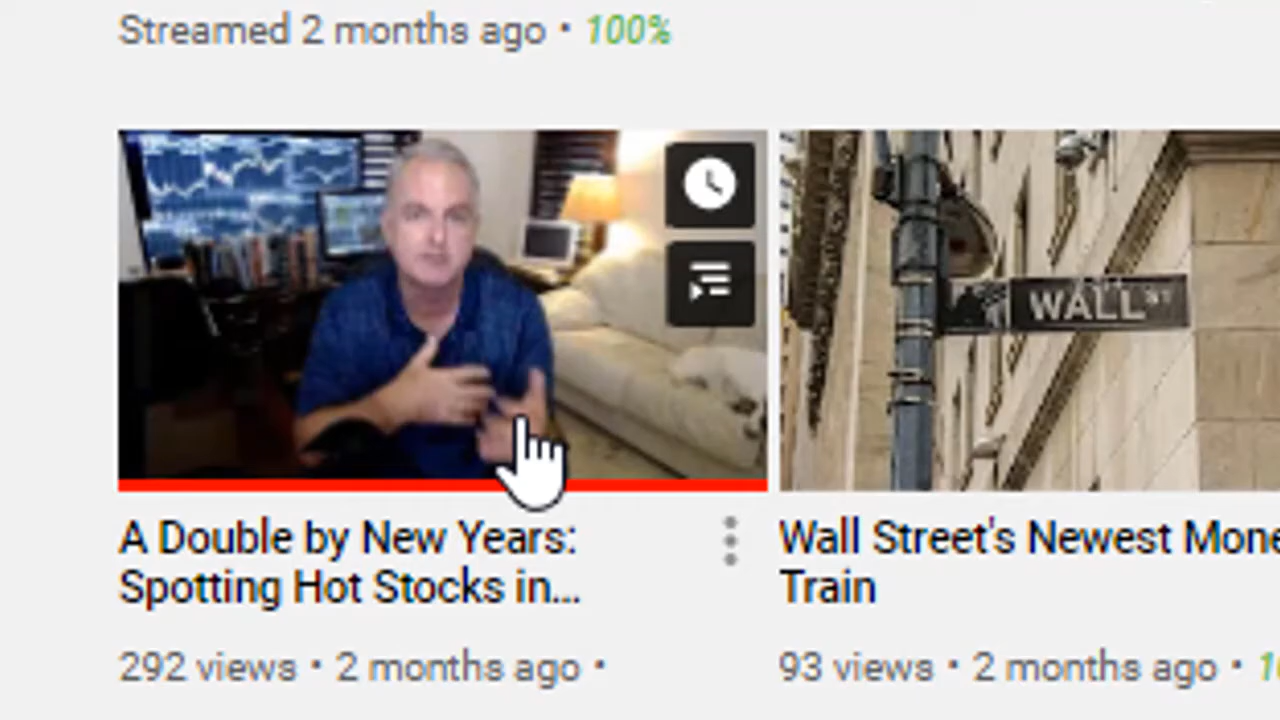 Streamed 2 months ago • 100%
WALL ST
A Double by New Years:
Spotting Hot Stocks in...
292 views • 2 months ago •
Wall Street's Newest
Train
93 views • 2 months ago •